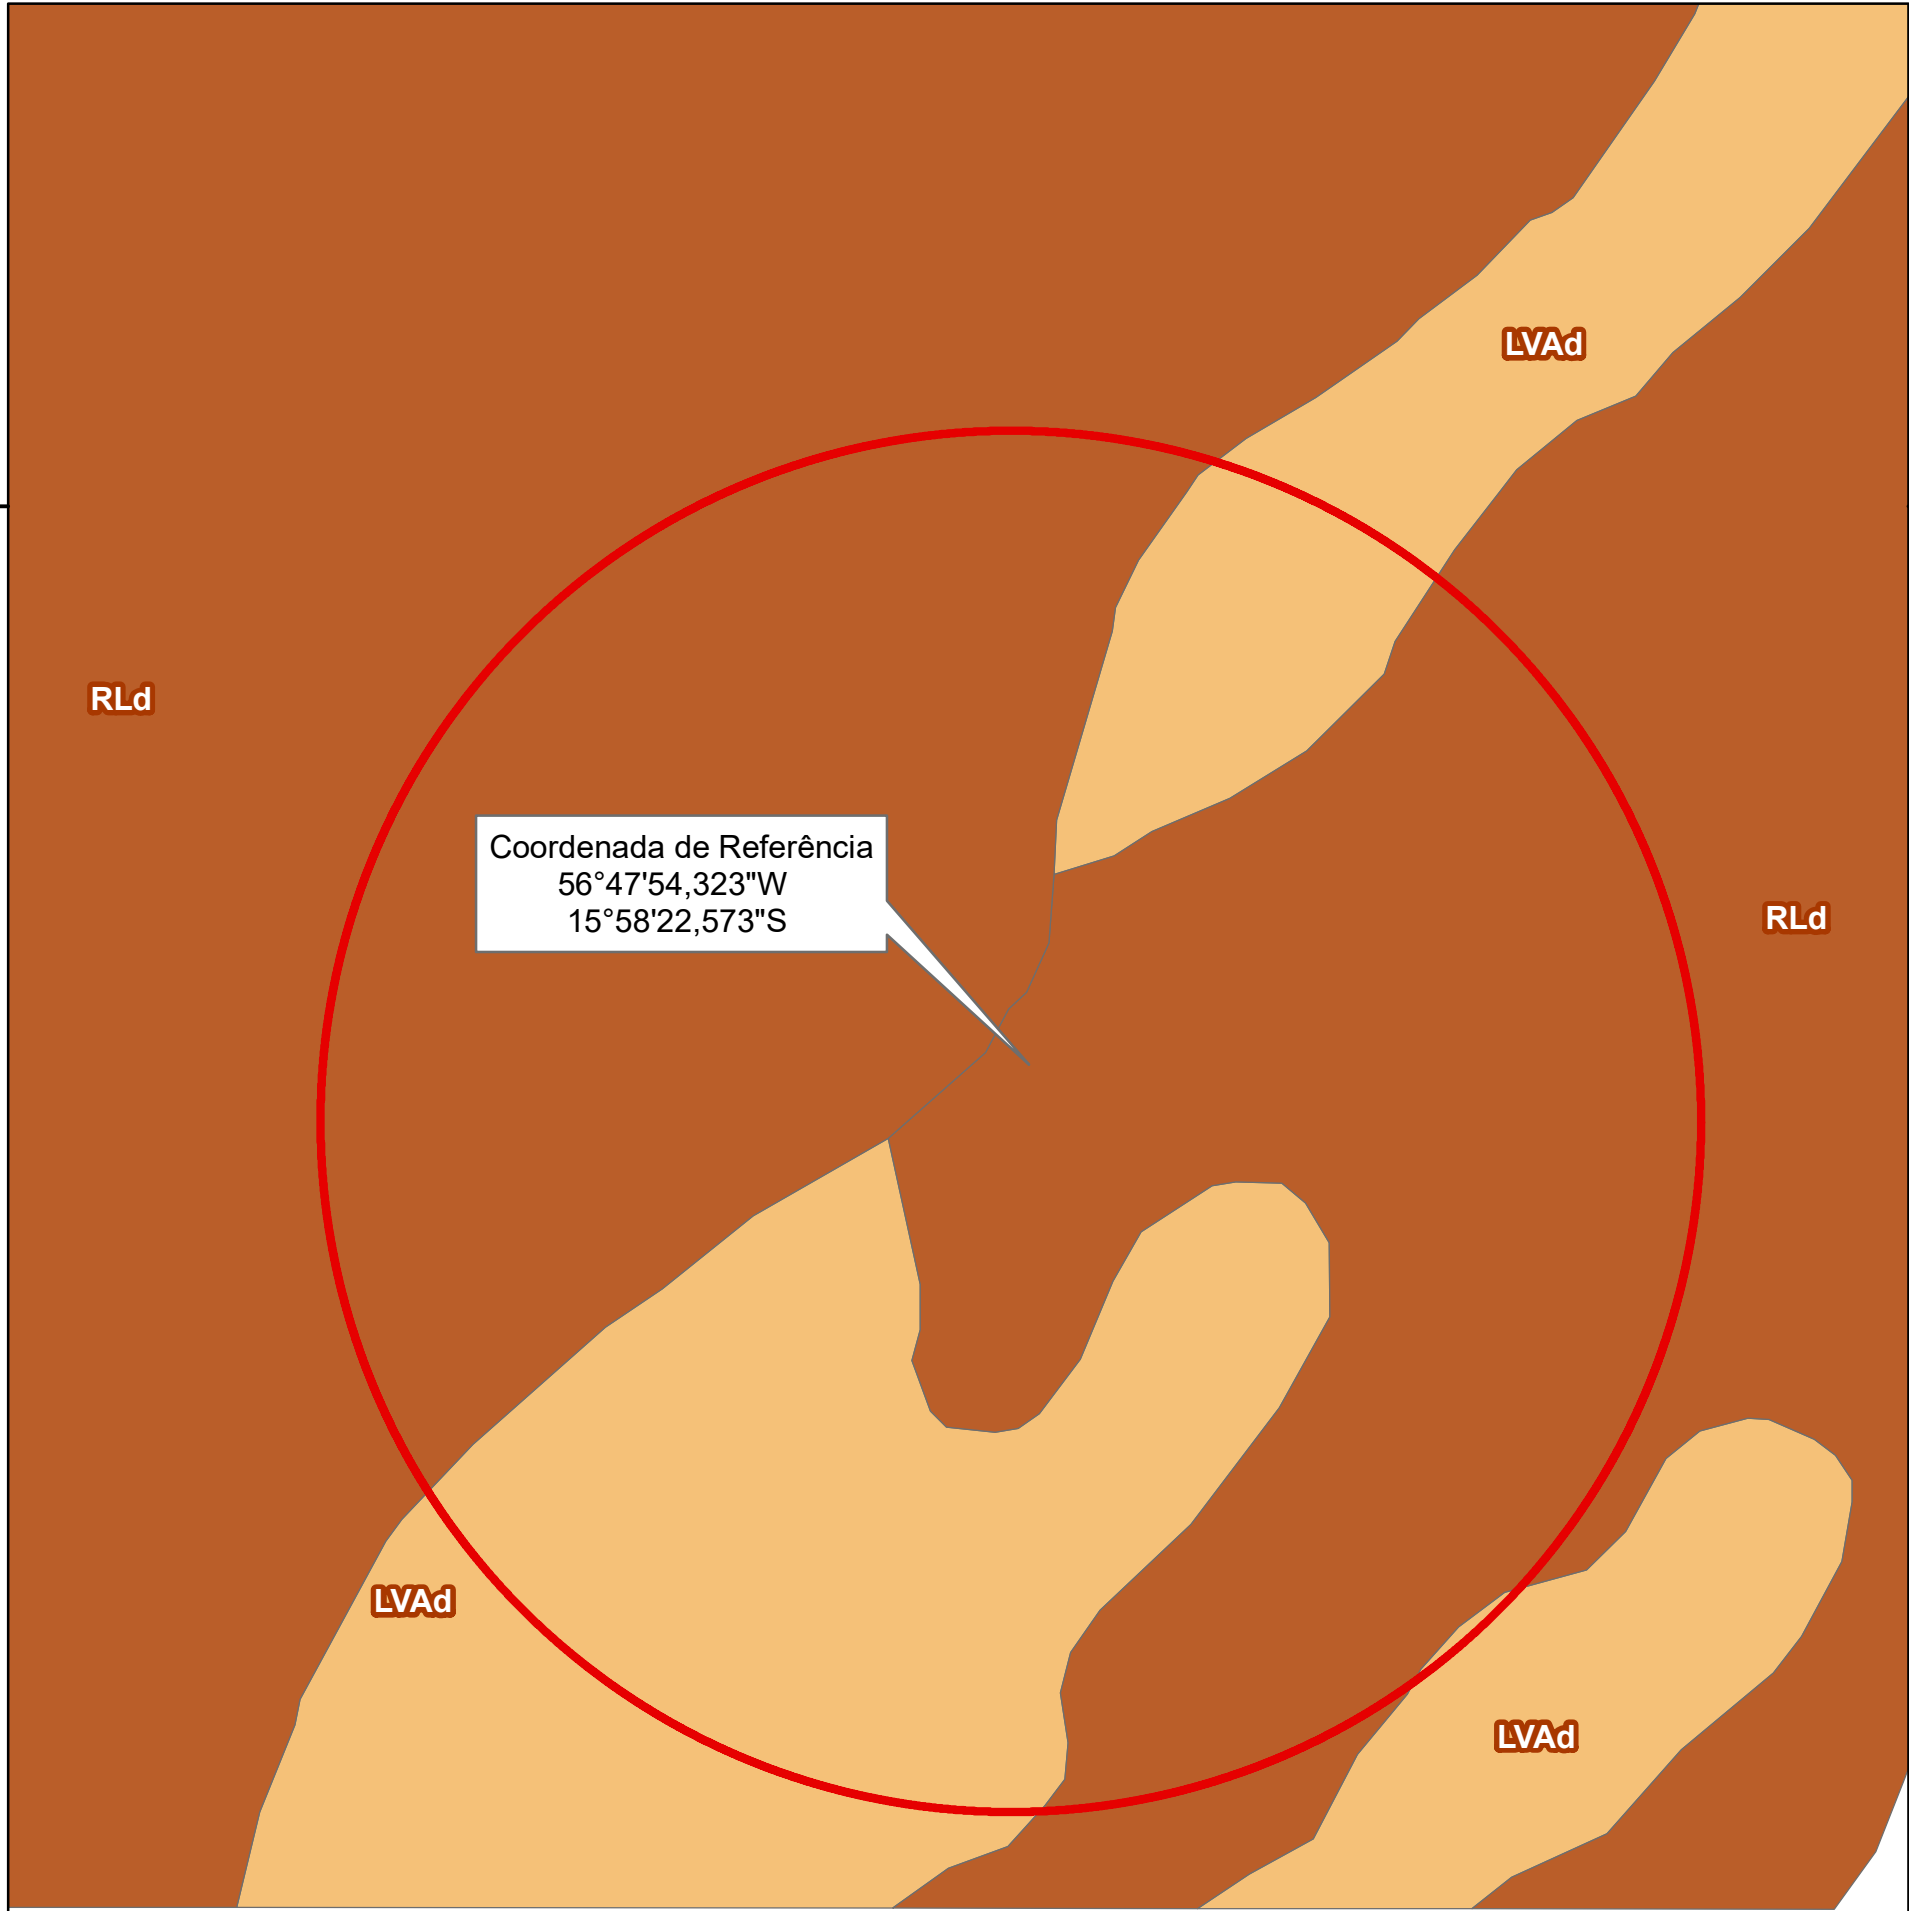 LVAd
RLd
Coordenada de Referência
56°47'54,323"W
15°58'22,573"S
RLd
LVAd
LVAd